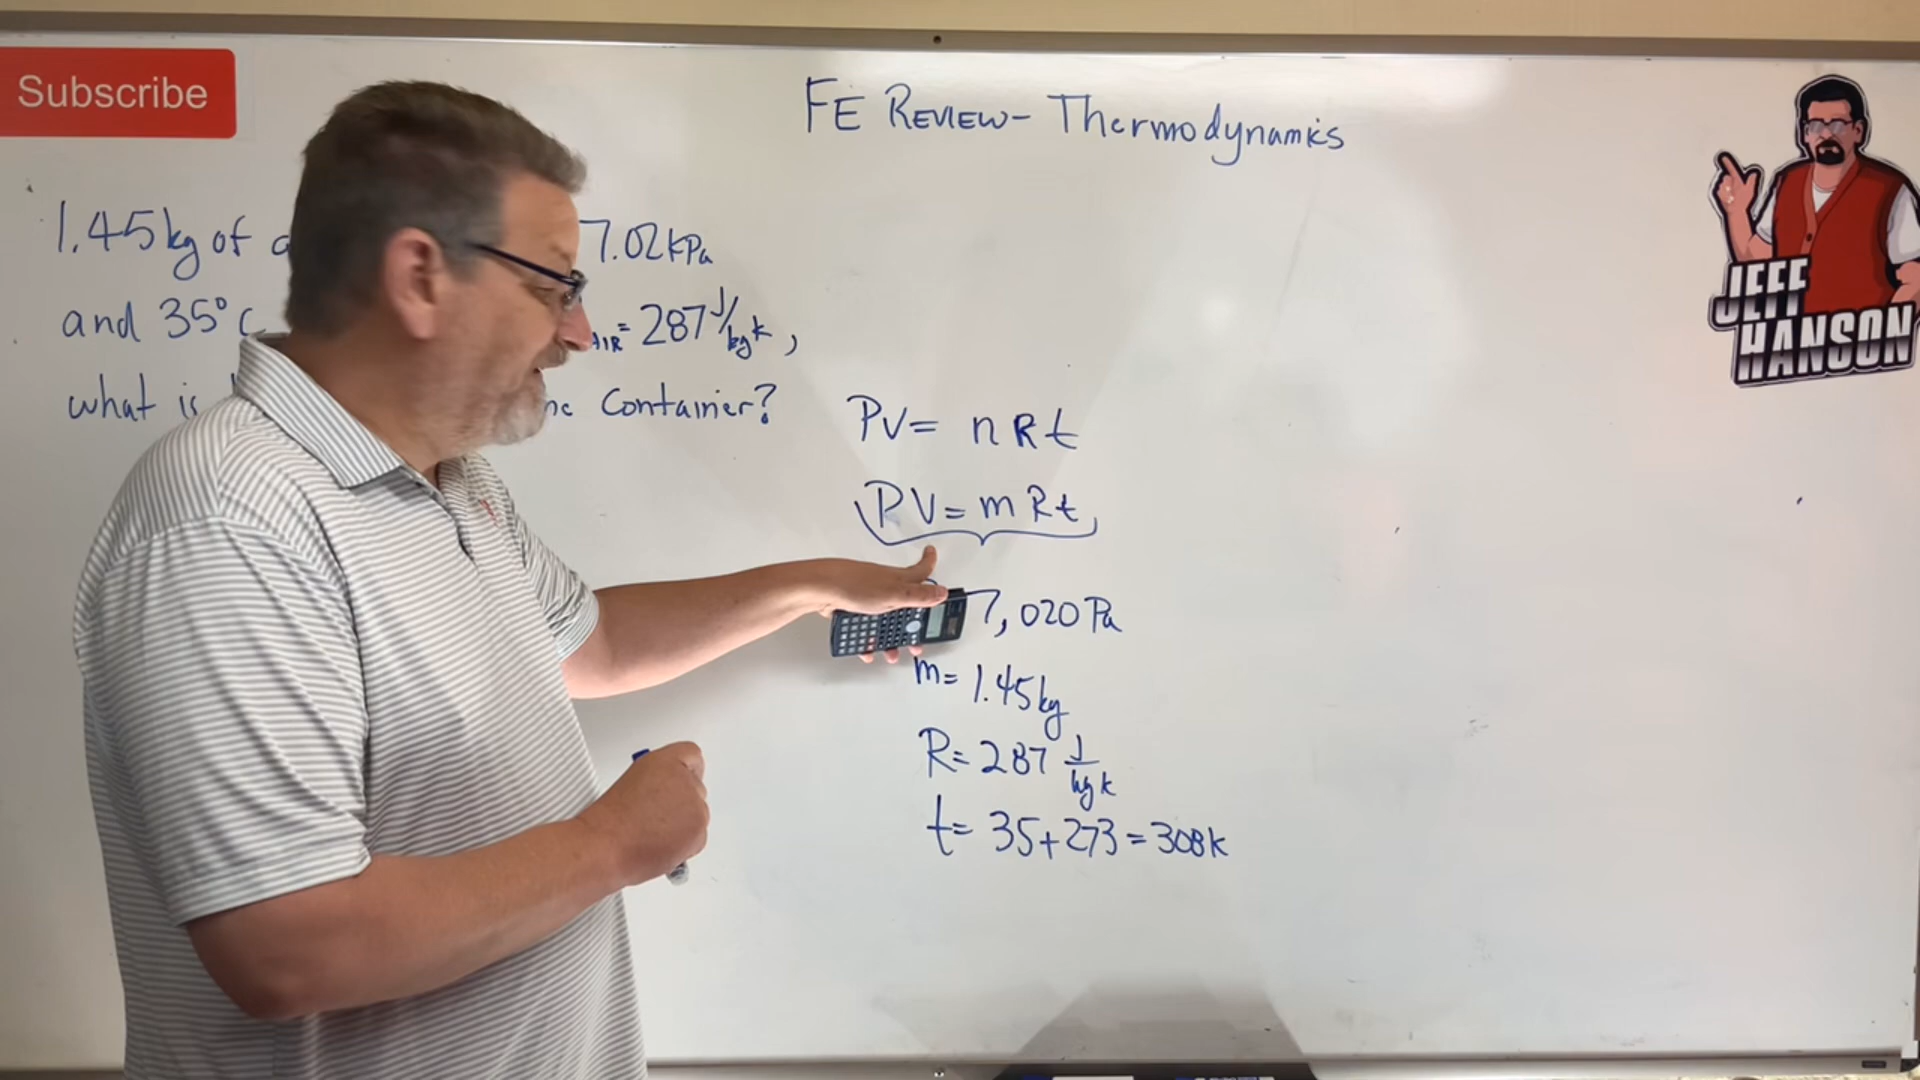 Subscribe
FE REVIEW- Thermodynamics
1.45kg of 7.02kPa
and 35°C AIR= 287 J/kgk,
what is Container?
PV= nRt
PV= mRt
7,020 Pa
m= 1.45kg
R= 287 J/kgk
t= 35+273=308k
JEFF
HANSON